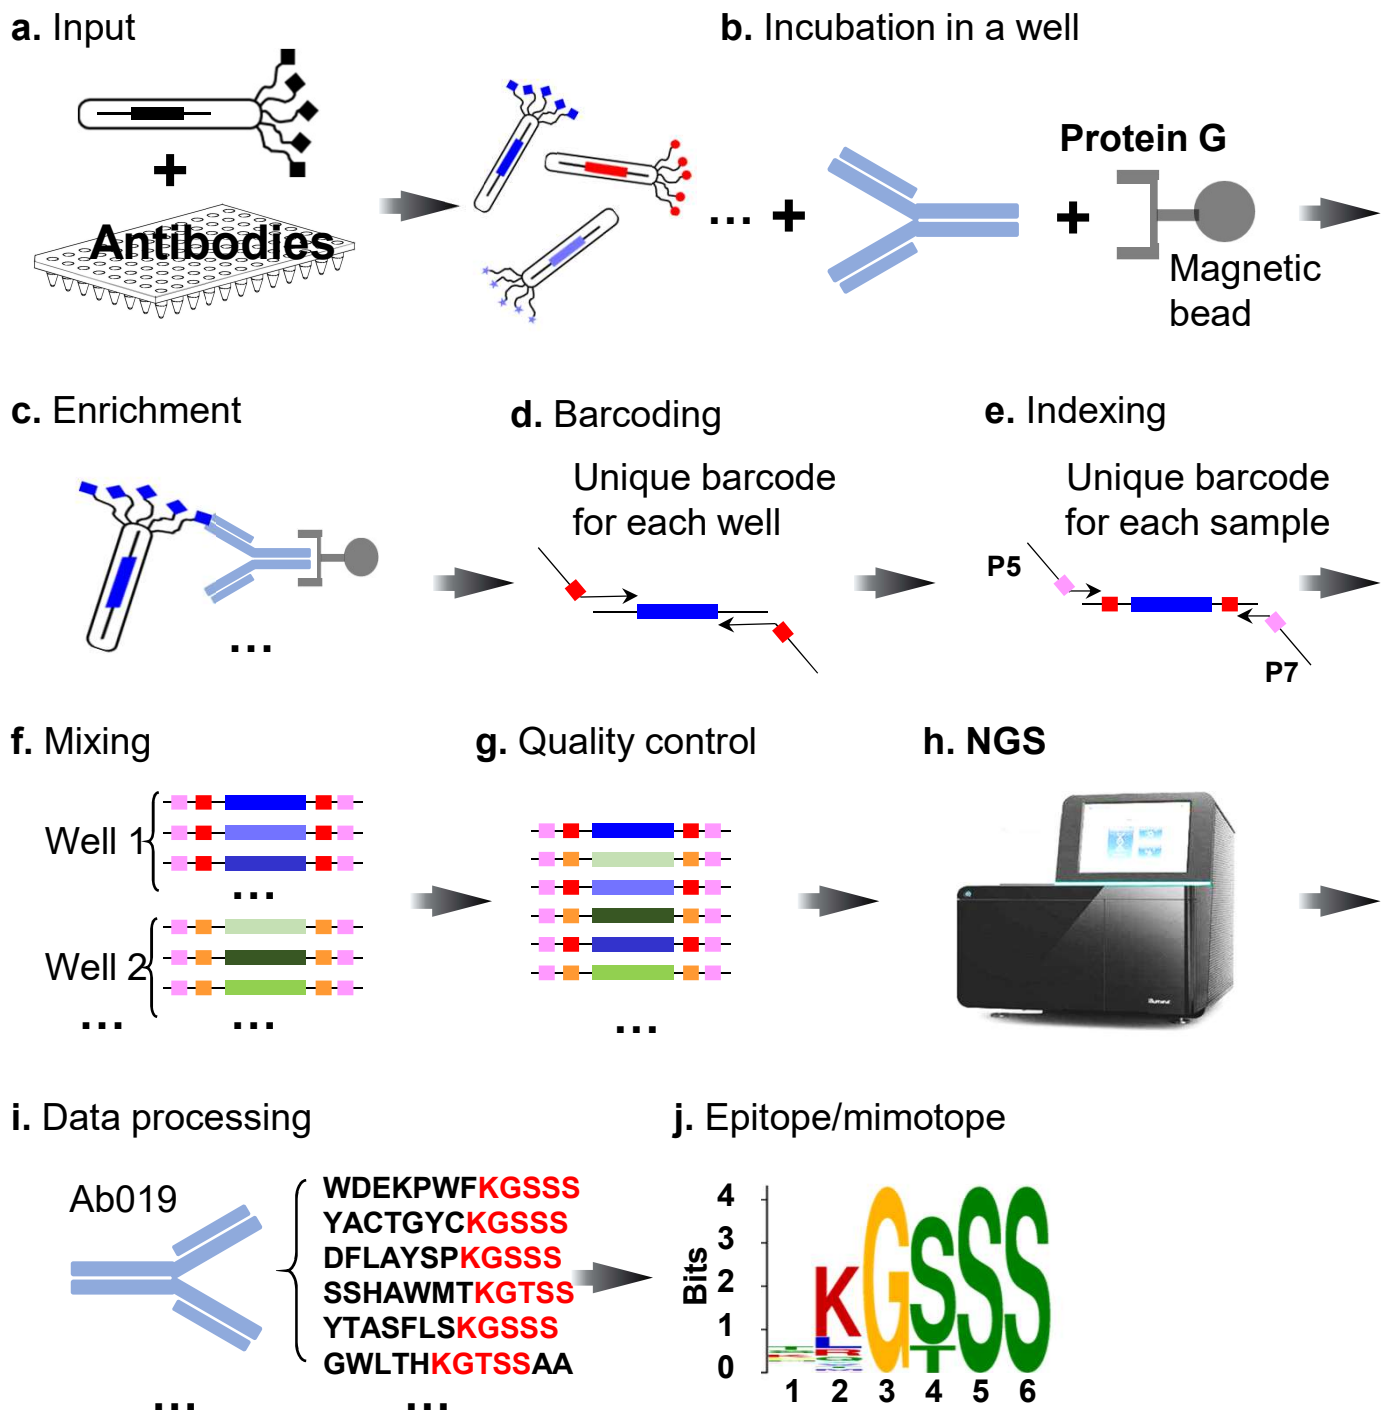 a. Input
b. Incubation in a well
+
Antibodies
... +
+
Protein G
Magnetic
bead
c. Enrichment
...
d. Barcoding
Unique barcode
for each well
e. Indexing
Unique barcode
for each sample
P5
P7
f. Mixing
Well 1
...
Well 2
... ...
g. Quality control
...
h. NGS
illumina
i. Data processing
Ab019
WDEKPWFKGSSS
YACTGYCKGSSS
DFLAYSPKGSSS
SSHAWMTKGTSS
YTASFLSKGSSS
GWLTHKGTSSAA
... ...
j. Epitope/mimotope
Bits
4
3
2
1
0
KGSSS
T
1 2 3 4 5 6